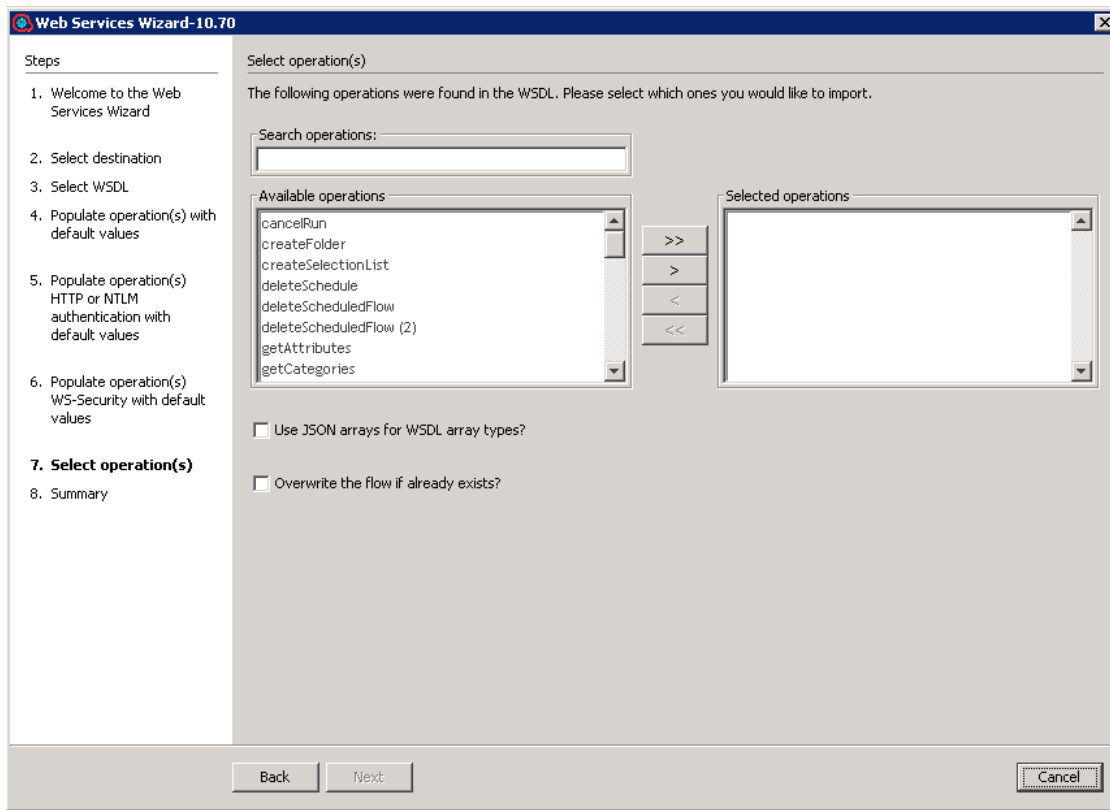 Web Services Wizard-10.70
Steps
1. Welcome to the Web
Services Wizard
2. Select destination
3. Select WSDL
4. Populate operation(s) with
default values
5. Populate operation(s)
HTTP or NTLM
authentication with
default values
6. Populate operation(s)
WS-Security with default
values
7. Select operation(s)
8. Summary
Select operation(s)
The following operations were found in the WSDL. Please select which ones you would like to import.
Search operations:
Available operations
cancelRun
createFolder
createSelectionList
deleteSchedule
deleteScheduledFlow
deleteScheduledFlow (2)
getAttributes
getCategories
>>
>
<
<<
Selected operations
Use JSON arrays for WSDL array types?
Overwrite the flow if already exists?
Back
Next
Cancel